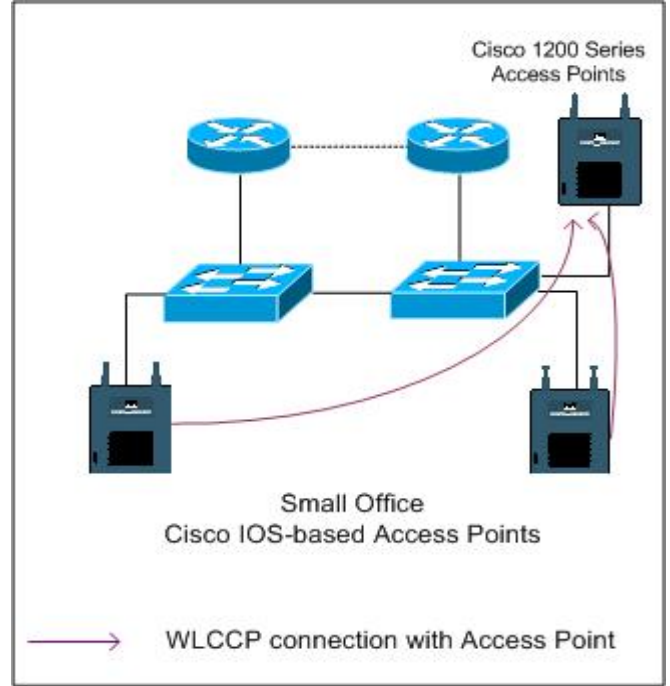 Cisco 1200 Series
Access Points
Small Office
Cisco IOS-based Access Points
WLCCP connection with Access Point